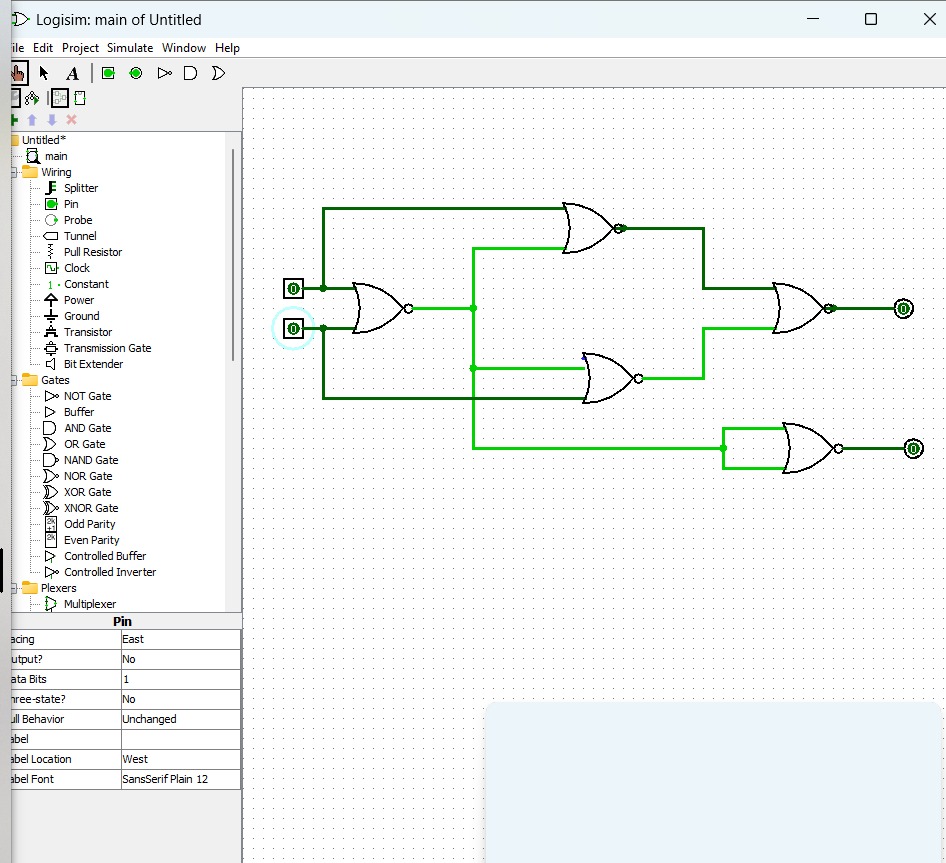 Logisim: main of Untitled
ile Edit Project Simulate Window Help
A
Untitled*
main
Wiring
Splitter
Pin
Probe
Tunnel
Pull Resistor
Clock
1 Constant
Power
Ground
Transistor
Transmission Gate
Bit Extender
Gates
NOT Gate
Buffer
AND Gate
OR Gate
NAND Gate
NOR Gate
XOR Gate
XNOR Gate
2k+1 Odd Parity
2k Even Parity
Controlled Buffer
Controlled Inverter
Plexers
Multiplexer
Pin
acing East
utput? No
ata Bits 1
hree-state? No
ull Behavior Unchanged
abel
abel Location West
abel Font SansSerif Plain 12
0
0
0
0